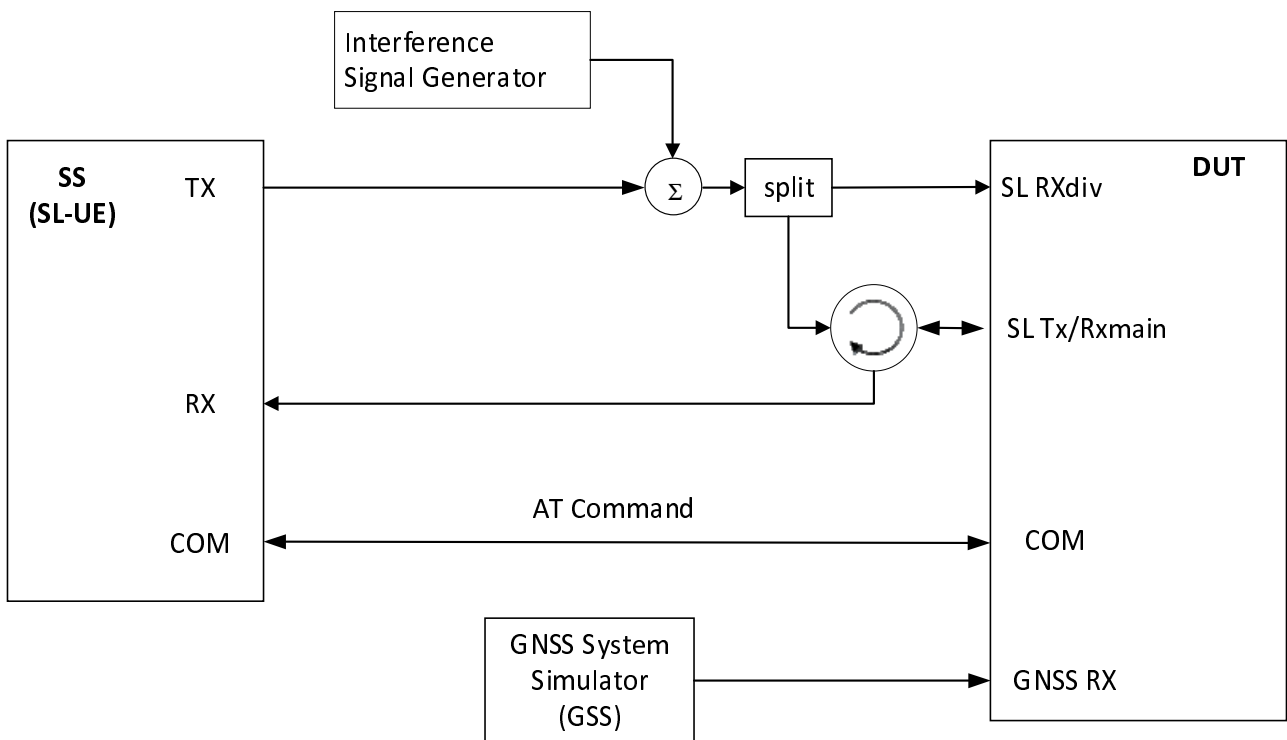 Interference
Signal Generator
SS
(SL-UE)
TX
Σ
split
SL RXdiv
DUT
SL Tx/Rxmain
RX
AT Command
COM
COM
GNSS System
Simulator
(GSS)
GNSS RX